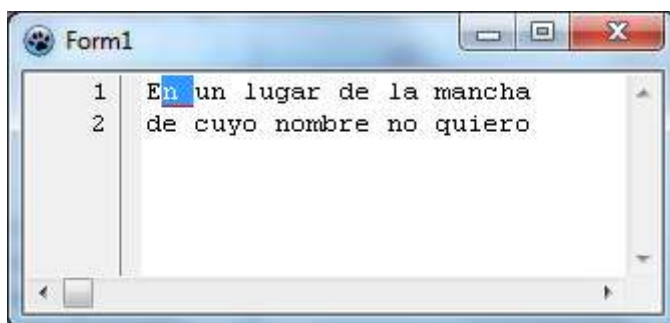 Form1
1 En un lugar de la mancha
2 de cuyo nombre no quiero